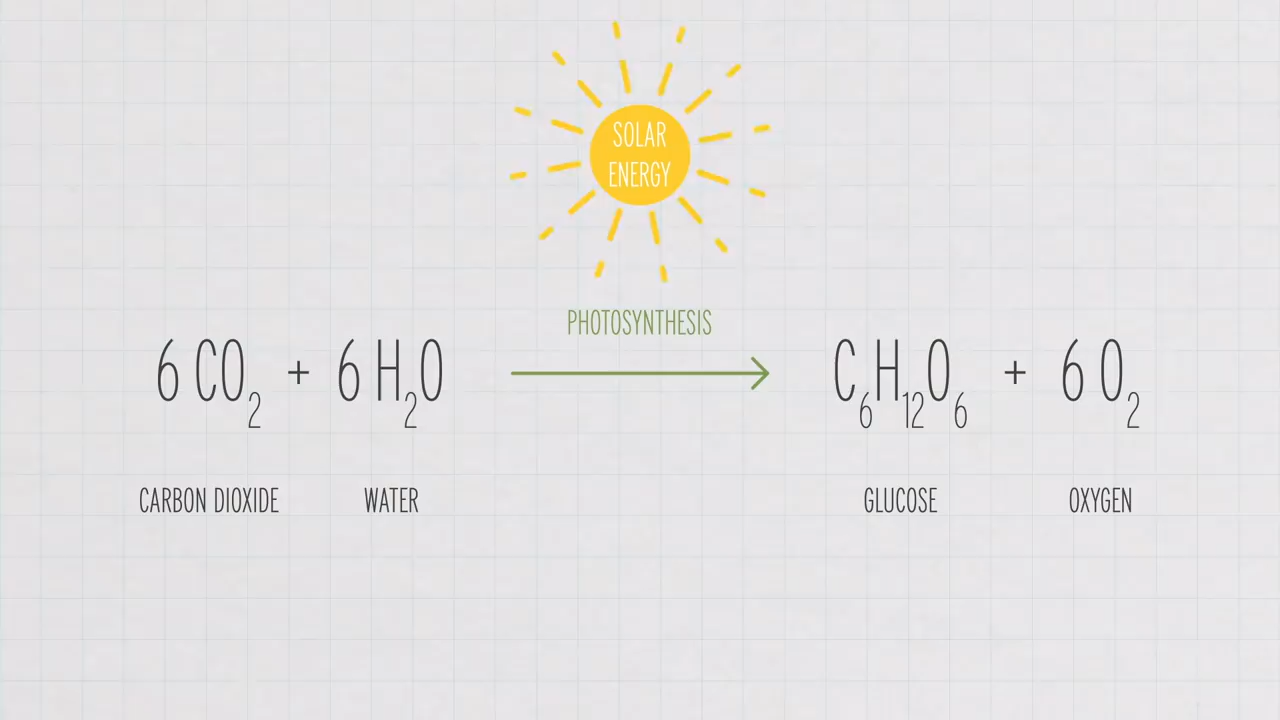 SOLAR
ENERGY
PHOTOSYNTHESIS
6 CO₂ + 6 H₂O → C₆H₁₂O₆ + 6 O₂
CARBON DIOXIDE WATER GLUCOSE OXYGEN